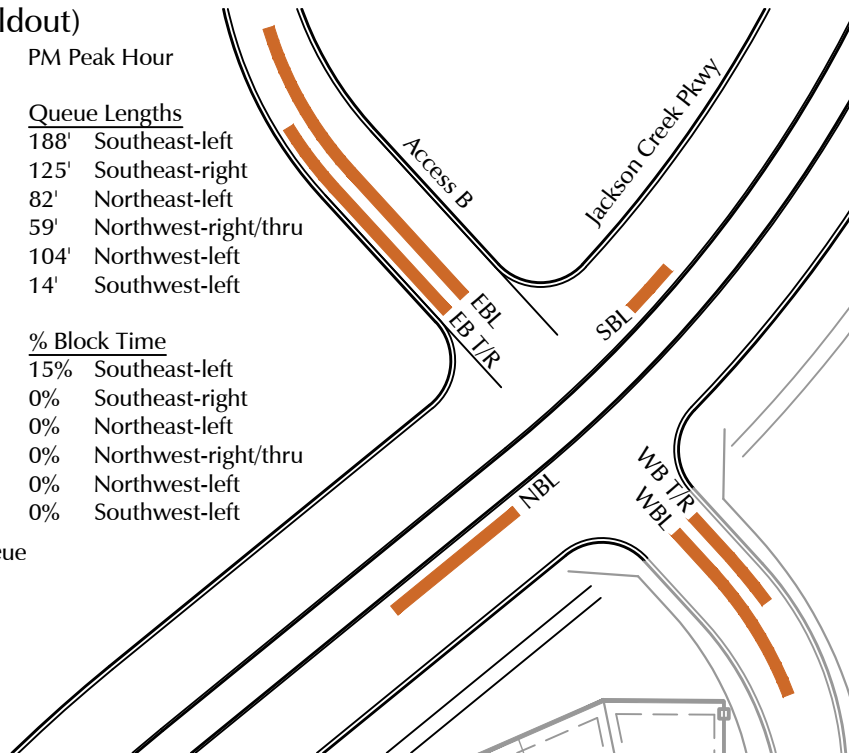 ldout)
PM Peak Hour
Queue Lengths
188' Southeast-left
125' Southeast-right
82' Northeast-left
59' Northwest-right/thru
104' Northwest-left
14' Southwest-left
% Block Time
15% Southeast-left
0% Southeast-right
0% Northeast-left
0% Northwest-right/thru
0% Northwest-left
0% Southwest-left
eue
Access B
Jackson Creek Pkwy
EBL
EB T/R
SBL
NBL
WB T/R
WBL